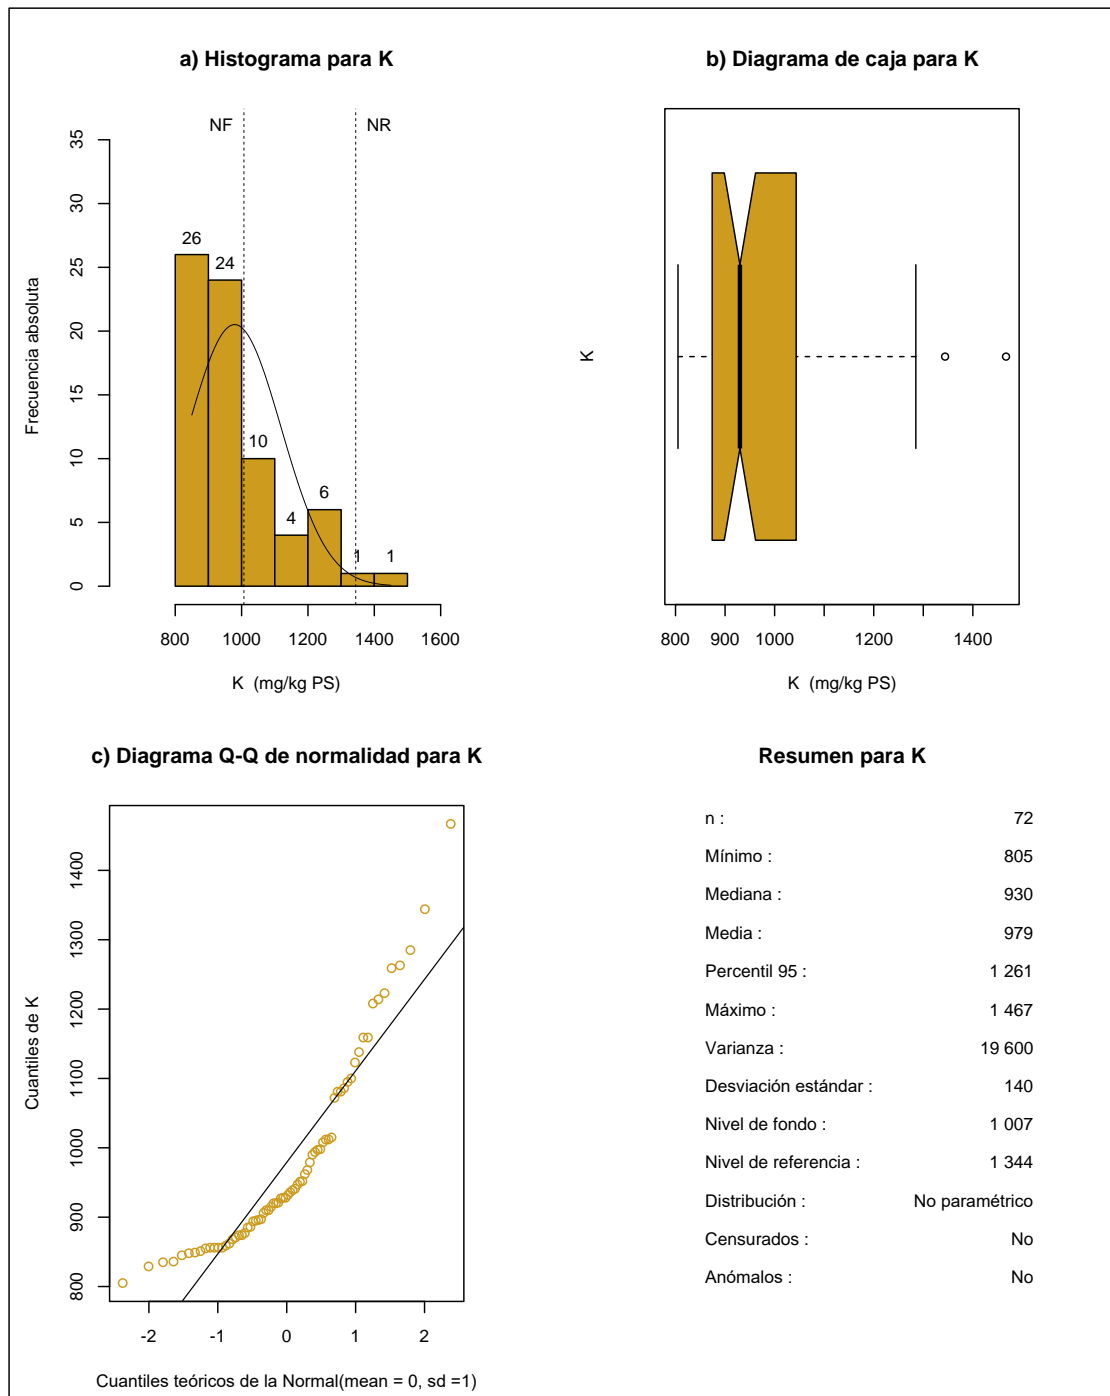 a) Histograma para K
NF
NR
35
30
25
20
15
10
5
0
Frecuencia absoluta
26
24
10
4
6
1
1
800 1000 1200 1400 1600
K (mg/kg PS)
b) Diagrama de caja para K
K
800 900 1000 1200 1400
K (mg/kg PS)
c) Diagrama Q-Q de normalidad para K
1400
1300
1200
1100
1000
900
800
Cuantiles de K
-2 -1 0 1 2
Cuantiles teóricos de la Normal(mean = 0, sd =1)
Resumen para K
n : 72
Mínimo : 805
Mediana : 930
Media : 979
Percentil 95 : 1 261
Máximo : 1 467
Varianza : 19 600
Desviación estándar : 140
Nivel de fondo : 1 007
Nivel de referencia : 1 344
Distribución : No paramétrico
Censurados : No
Anómalos : No